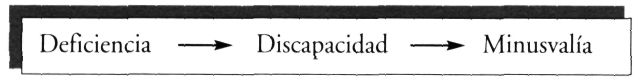 Deficiencia → Discapacidad → Minusvalía